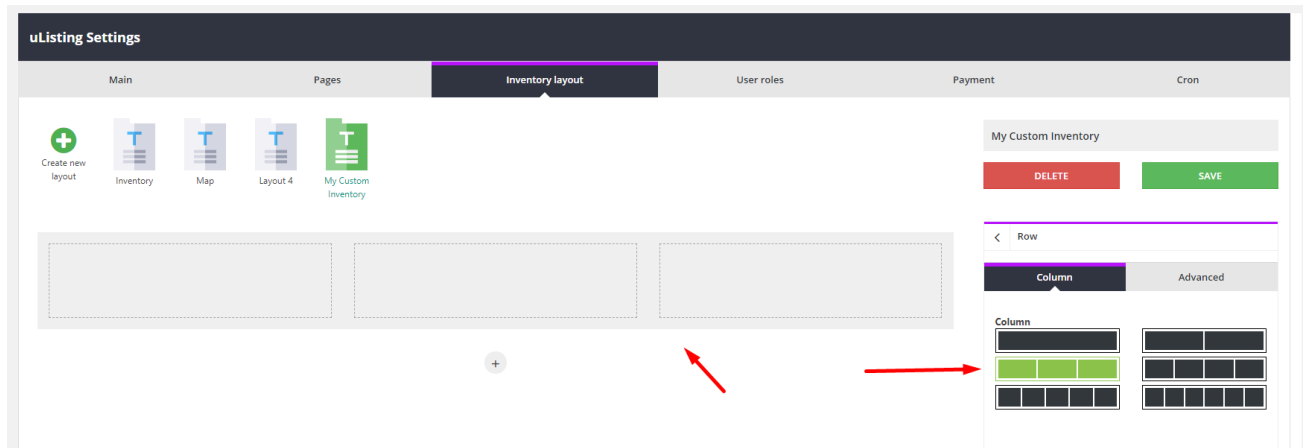 uListing Settings
Main Pages Inventory layout User roles Payment Cron
Create new
layout
Inventory
Map
Layout 4
My Custom
Inventory
My Custom Inventory
DELETE SAVE
Row
Column Advanced
Column